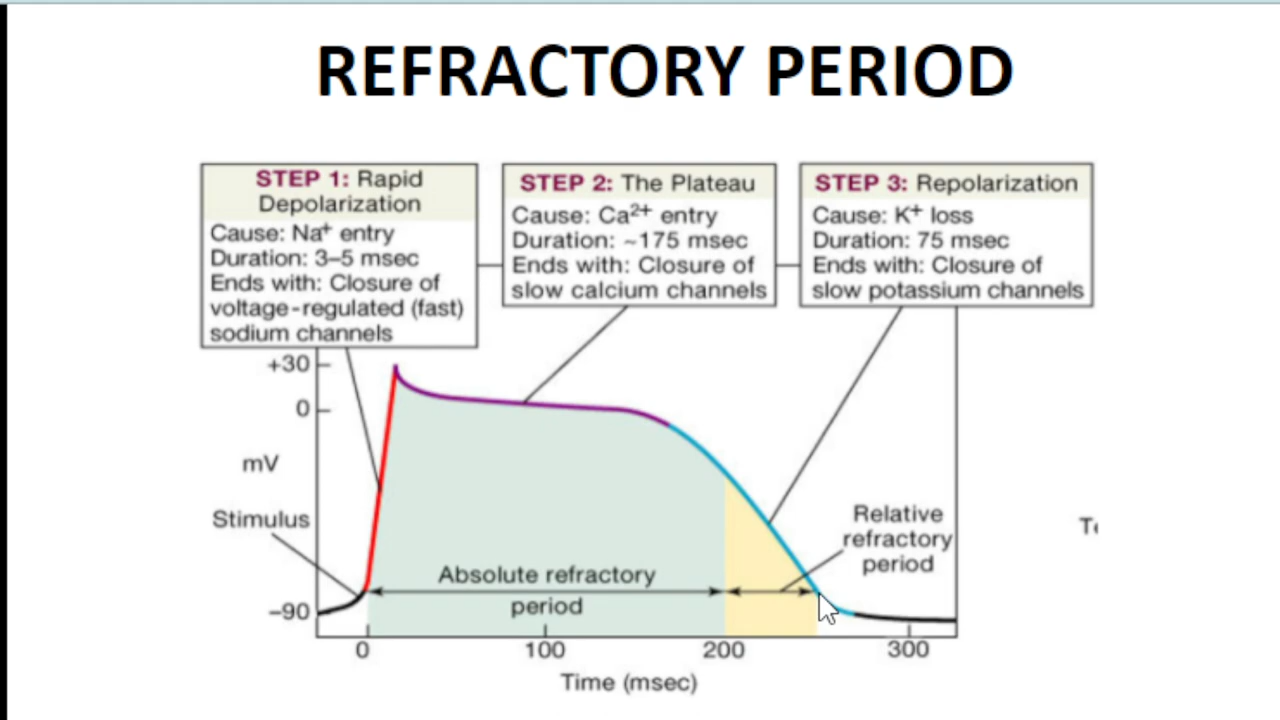 REFRACTORY PERIOD
STEP 1: Rapid
Depolarization
Cause: Na⁺ entry
Duration: 3–5 msec
Ends with: Closure of
voltage-regulated (fast)
sodium channels
STEP 2: The Plateau
Cause: Ca²⁺ entry
Duration: ~175 msec
Ends with: Closure of
slow calcium channels
STEP 3: Repolarization
Cause: K⁺ loss
Duration: 75 msec
Ends with: Closure of
slow potassium channels
+30
0
mV
Stimulus
–90
Absolute refractory
period
Relative
refractory
period
0 100 200 300
Time (msec)